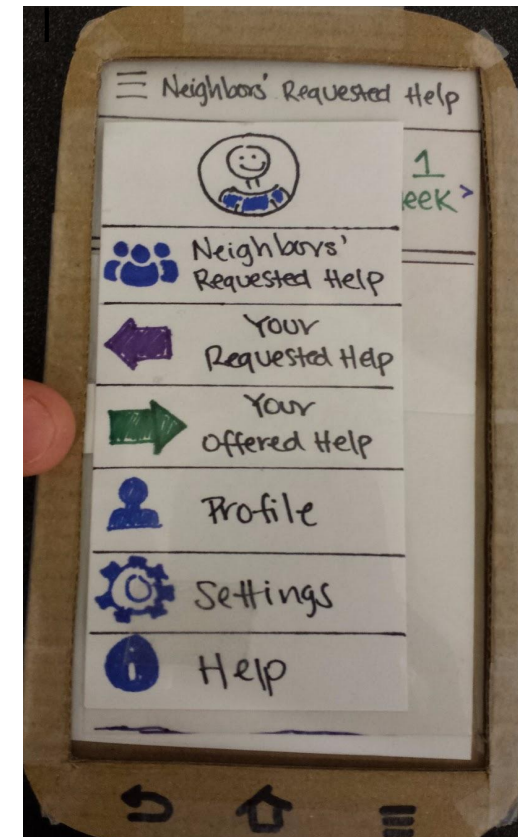 Neighbors' Requested Help
1
eek >
Neighbors'
Requested Help
Your
Requested Help
Your
Offered Help
Profile
Settings
Help